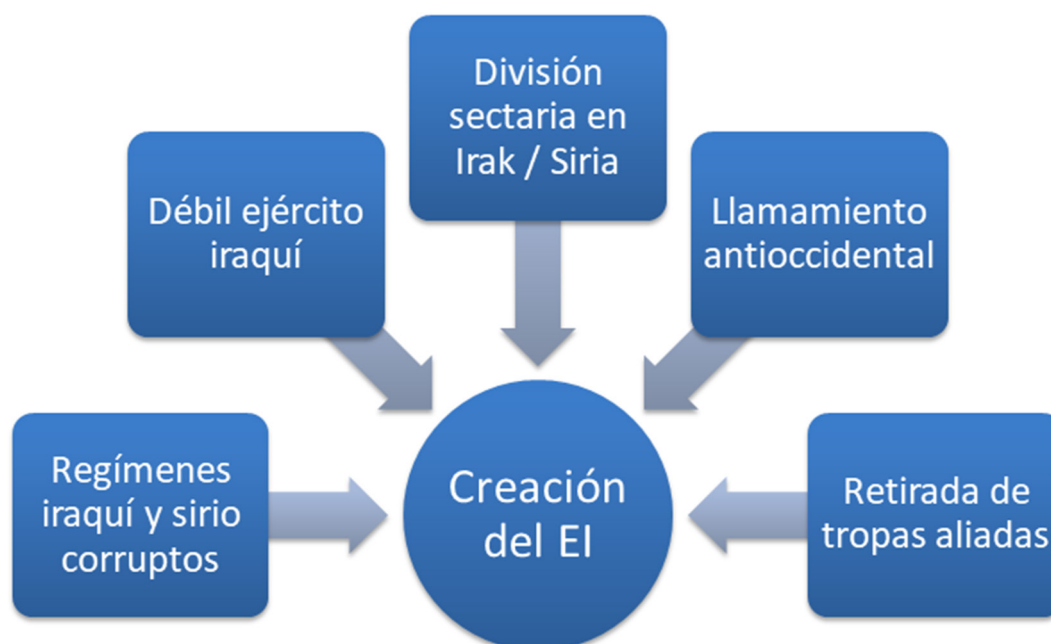 División
sectaria en
Irak / Siria
Débil ejército
iraquí
Llamamiento
antioccidental
Regímenes
iraquí y sirio
corruptos
Creación
del EI
Retirada de
tropas aliadas